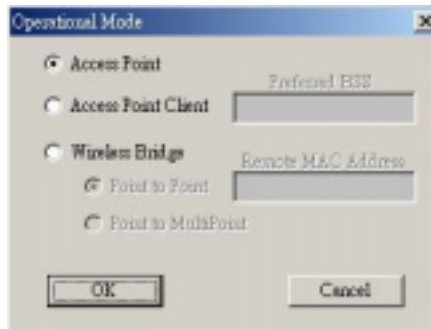 Operational Mode
Access Point
Preferred BSS
Access Point Client
Wireless Bridge
Remote MAC Address
Point to Point
Point to MultiPoint
OK
Cancel